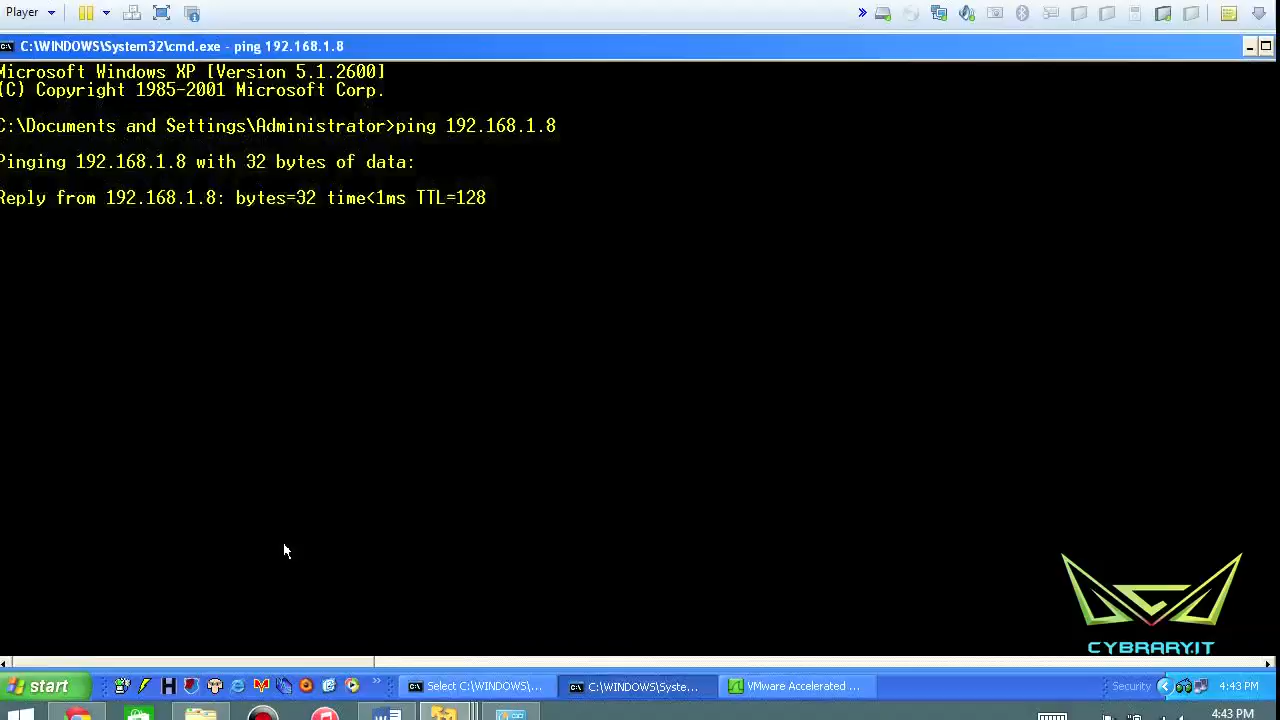 Player
C:\WINDOWS\System32\cmd.exe - ping 192.168.1.8
Microsoft Windows XP [Version 5.1.2600]
(C) Copyright 1985-2001 Microsoft Corp.
C:\Documents and Settings\Administrator>ping 192.168.1.8
Pinging 192.168.1.8 with 32 bytes of data:
Reply from 192.168.1.8: bytes=32 time<1ms TTL=128
CYBRARY.IT
start
Select C:\WINDOWS\...
C:\WINDOWS\Syste...
VMware Accelerated ...
Security
4:43 PM
4:43 PM